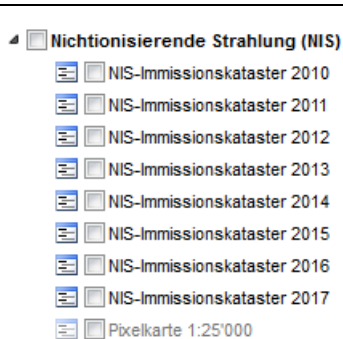 Nichtionisierende Strahlung (NIS)
NIS-Immissionskataster 2010
NIS-Immissionskataster 2011
NIS-Immissionskataster 2012
NIS-Immissionskataster 2013
NIS-Immissionskataster 2014
NIS-Immissionskataster 2015
NIS-Immissionskataster 2016
NIS-Immissionskataster 2017
Pixelkarte 1:25'000